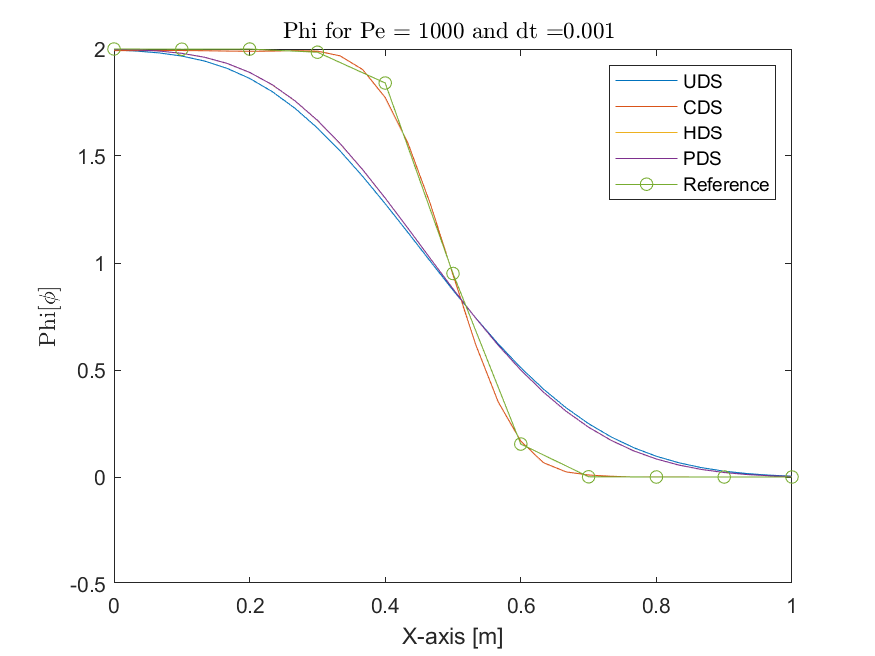 Phi for Pe = 1000 and dt =0.001
2
1.5
1
0.5
0
-0.5
Phi[ϕ]
UDS
CDS
HDS
PDS
Reference
0 0.2 0.4 0.6 0.8 1
X-axis [m]